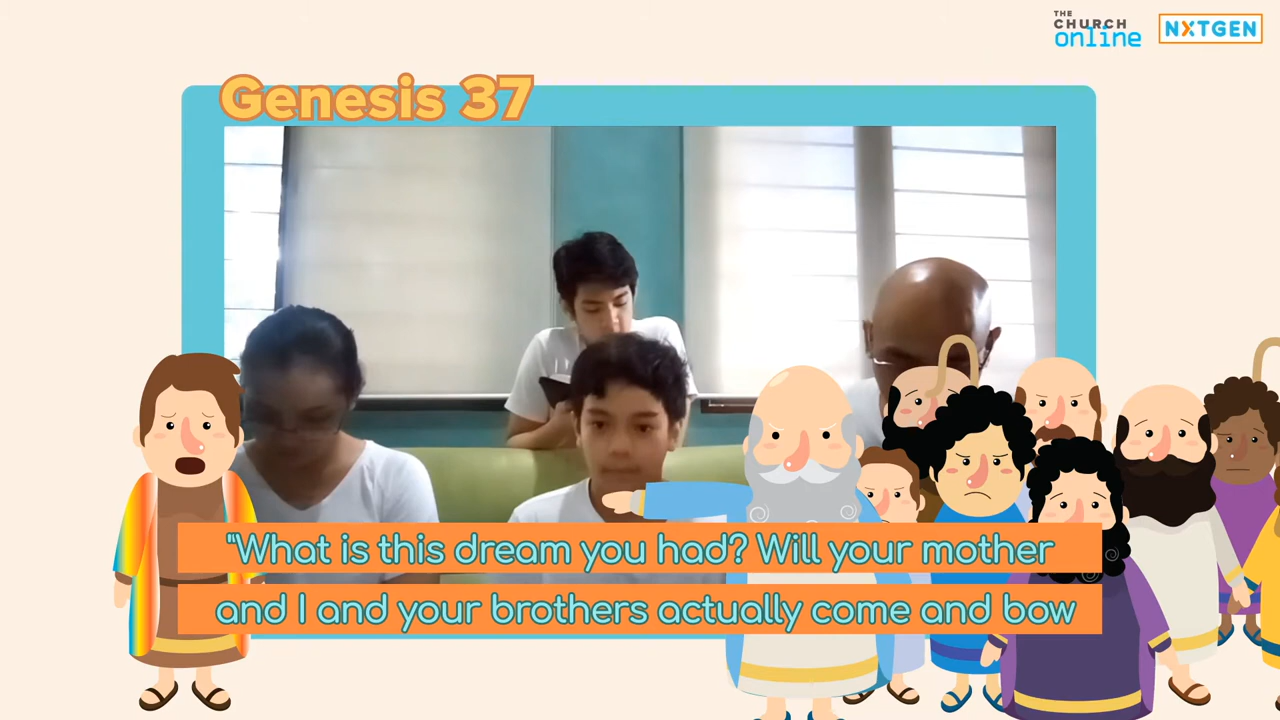 THE
CHURCH
online
NXTGEN
Genesis 37
"What is this dream you had? Will your mother
and I and your brothers actually come and bow